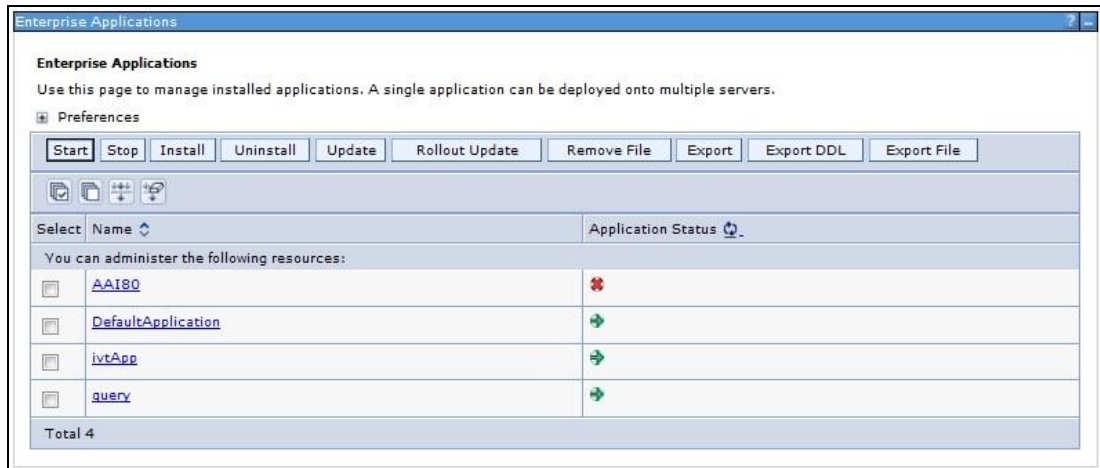 Enterprise Applications ? –
Enterprise Applications
Use this page to manage installed applications. A single application can be deployed onto multiple servers.
+ Preferences
Start Stop Install Uninstall Update Rollout Update Remove File Export Export DDL Export File
Select Name Application Status
You can administer the following resources:
AAI80
DefaultApplication
ivtApp
query
Total 4